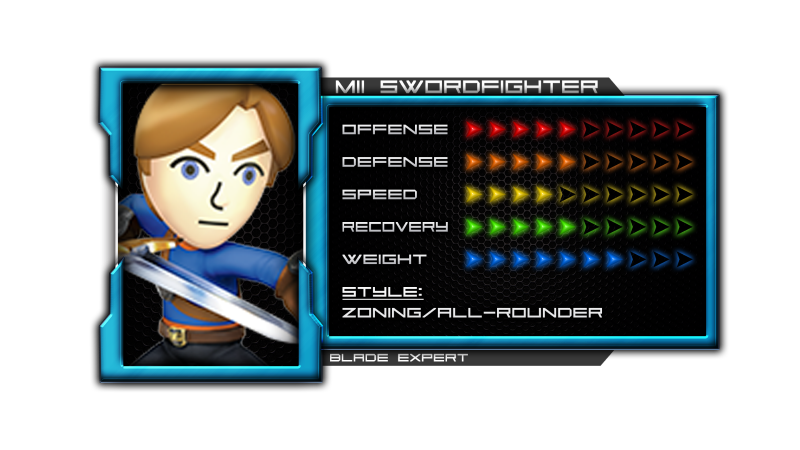 MII SWORDFIGHTER
OFFENSE
DEFENSE
SPEED
RECOVERY
WEIGHT
STYLE:
ZONING/ALL-ROUNDER
BLADE EXPERT